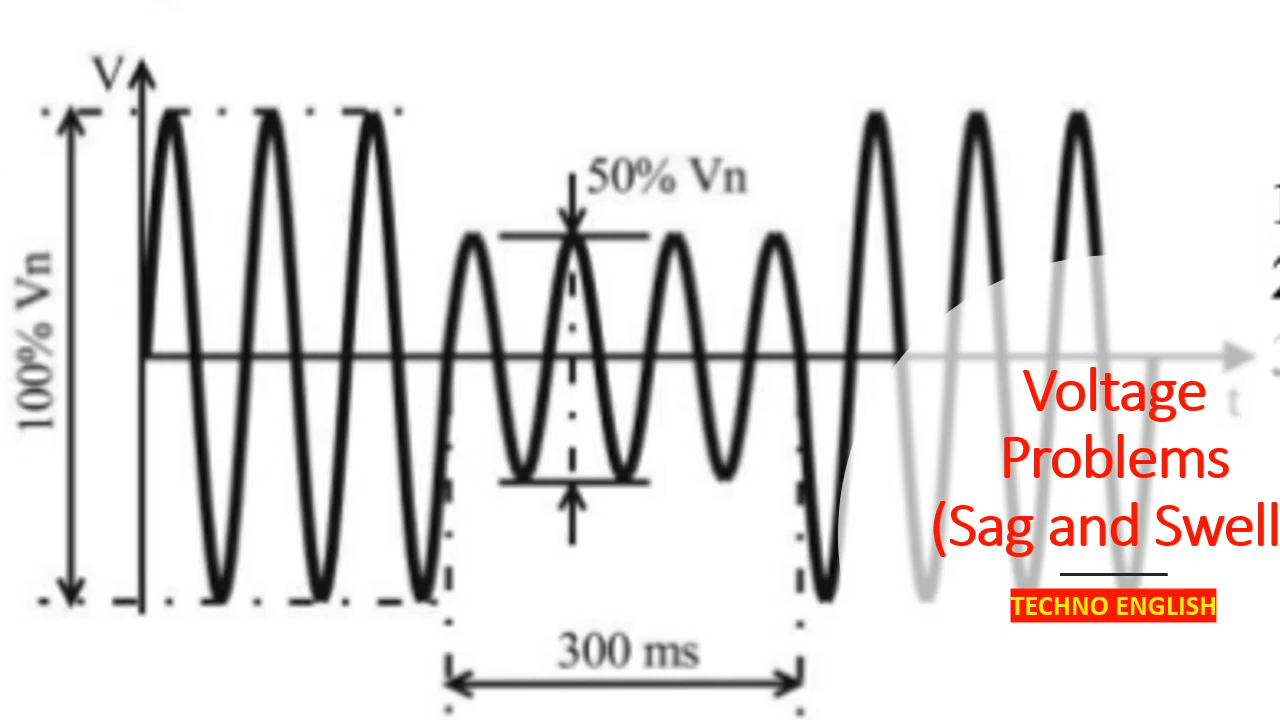 V
50% Vn
100% Vn
t
300 ms
Voltage
Problems
(Sag and Swell
TECHNO ENGLISH